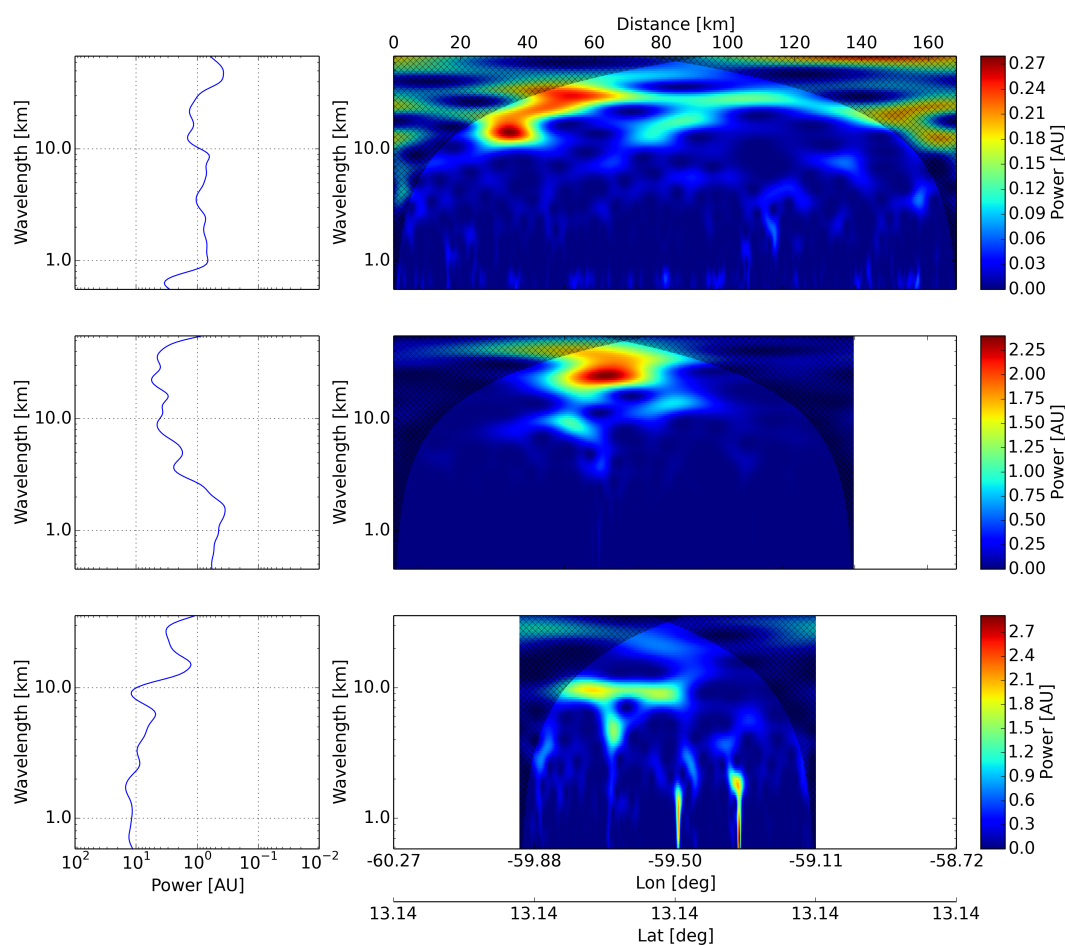 Distance [km]
0 20 40 60 80 100 120 140 160
Wavelength [km]
10.0
1.0
Wavelength [km]
10.0
1.0
0.27
0.24
0.21
0.18
0.15
0.12
0.09
0.06
0.03
0.00
Power [AU]
Wavelength [km]
10.0
1.0
Wavelength [km]
10.0
1.0
2.25
2.00
1.75
1.50
1.25
1.00
0.75
0.50
0.25
0.00
Power [AU]
Wavelength [km]
10.0
1.0
Wavelength [km]
10.0
1.0
2.7
2.4
2.1
1.8
1.5
1.2
0.9
0.6
0.3
0.0
Power [AU]
10² 10¹ 10⁰ 10⁻¹ 10⁻²
Power [AU]
-60.27 -59.88 -59.50 -59.11 -58.72
Lon [deg]
13.14 13.14 13.14 13.14 13.14
Lat [deg]